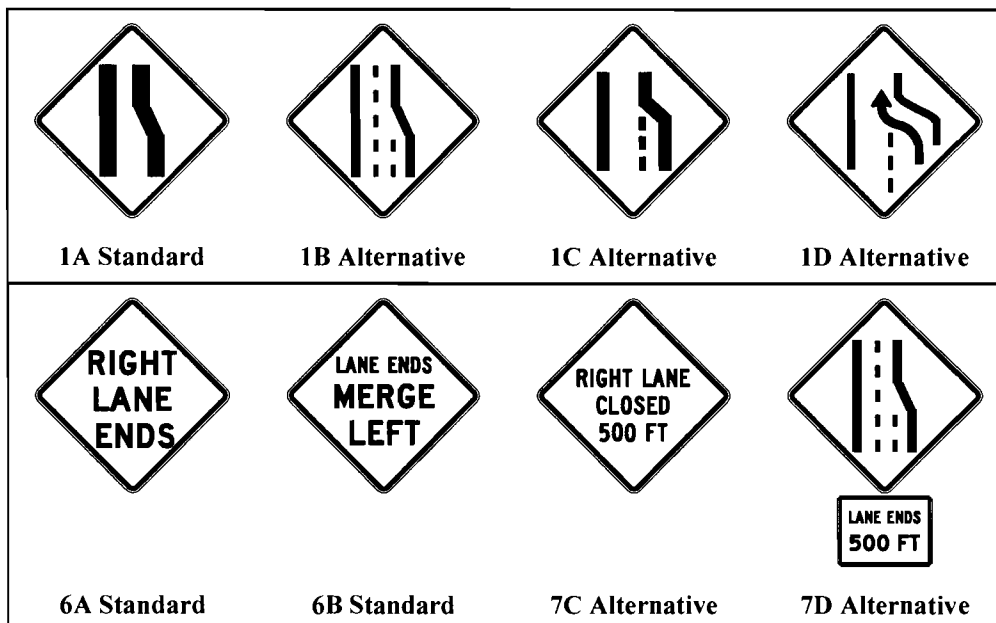 1A Standard
1B Alternative
1C Alternative
1D Alternative
RIGHT
LANE
ENDS
LANE ENDS
MERGE
LEFT
RIGHT LANE
CLOSED
500 FT
LANE ENDS
500 FT
6A Standard
6B Standard
7C Alternative
7D Alternative